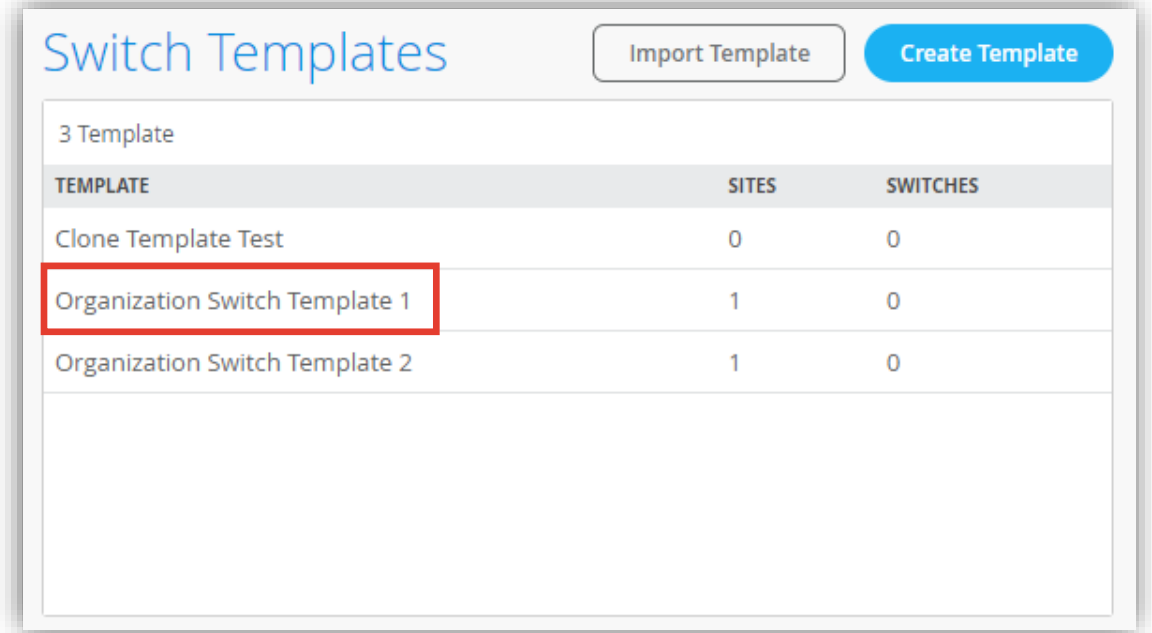 Switch Templates Import Template Create Template
3 Template
TEMPLATE SITES SWITCHES
Clone Template Test 0 0
Organization Switch Template 1 1 0
Organization Switch Template 2 1 0